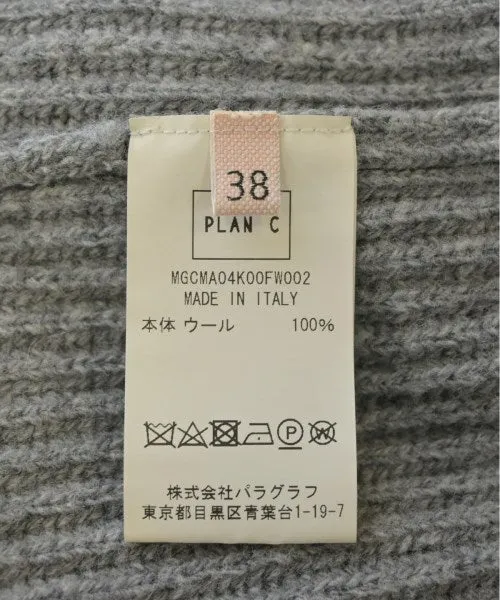 38
PLAN C
MGCMA04K00FW002
MADE IN ITALY
本体 ウール 100%
P W
株式会社パラグラフ
東京都目黒区青葉台1-19-7